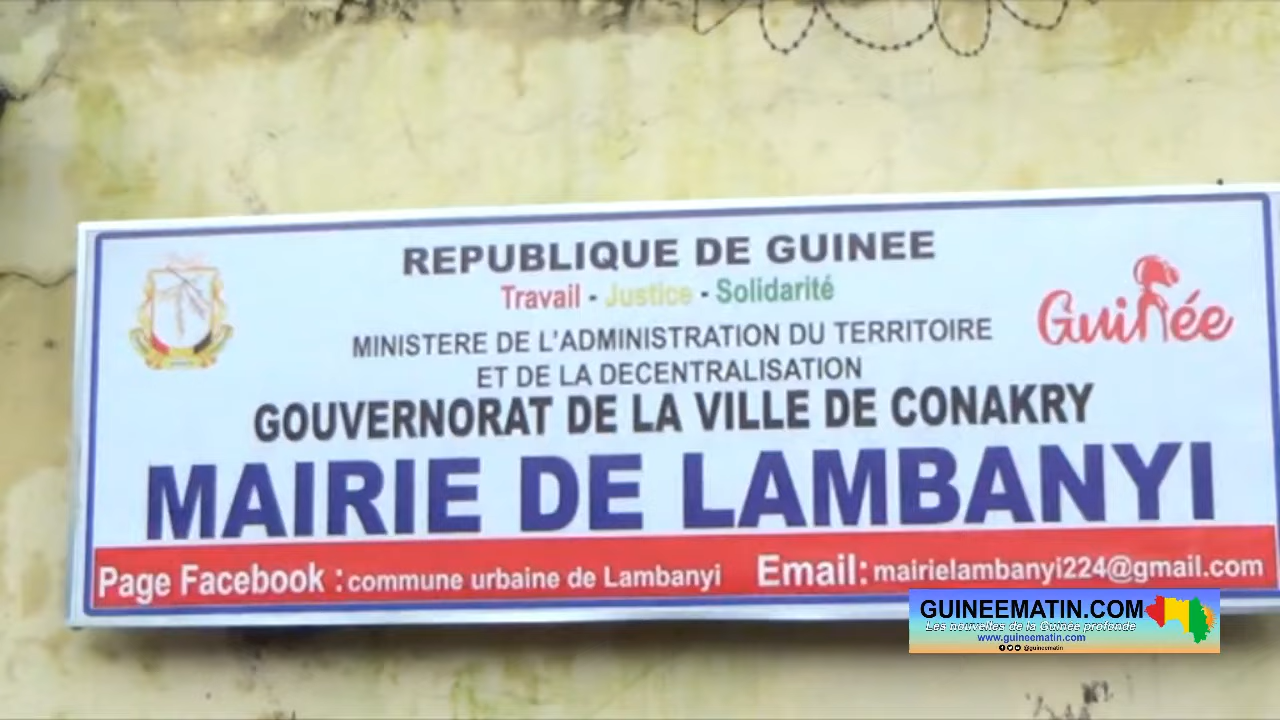 REPUBLIQUE DE GUINEE
Travail - Justice - Solidarité
Guinée
MINISTERE DE L'ADMINISTRATION DU TERRITOIRE
ET DE LA DECENTRALISATION
GOUVERNORAT DE LA VILLE DE CONAKRY
MAIRIE DE LAMBANYI
Page Facebook : commune urbaine de Lambanyi Email: mairielambanyi224@gmail.com
GUINEEMATIN.COM
Les nouvelles de la Guinée profonde
www.guineematin.com
@guineematin